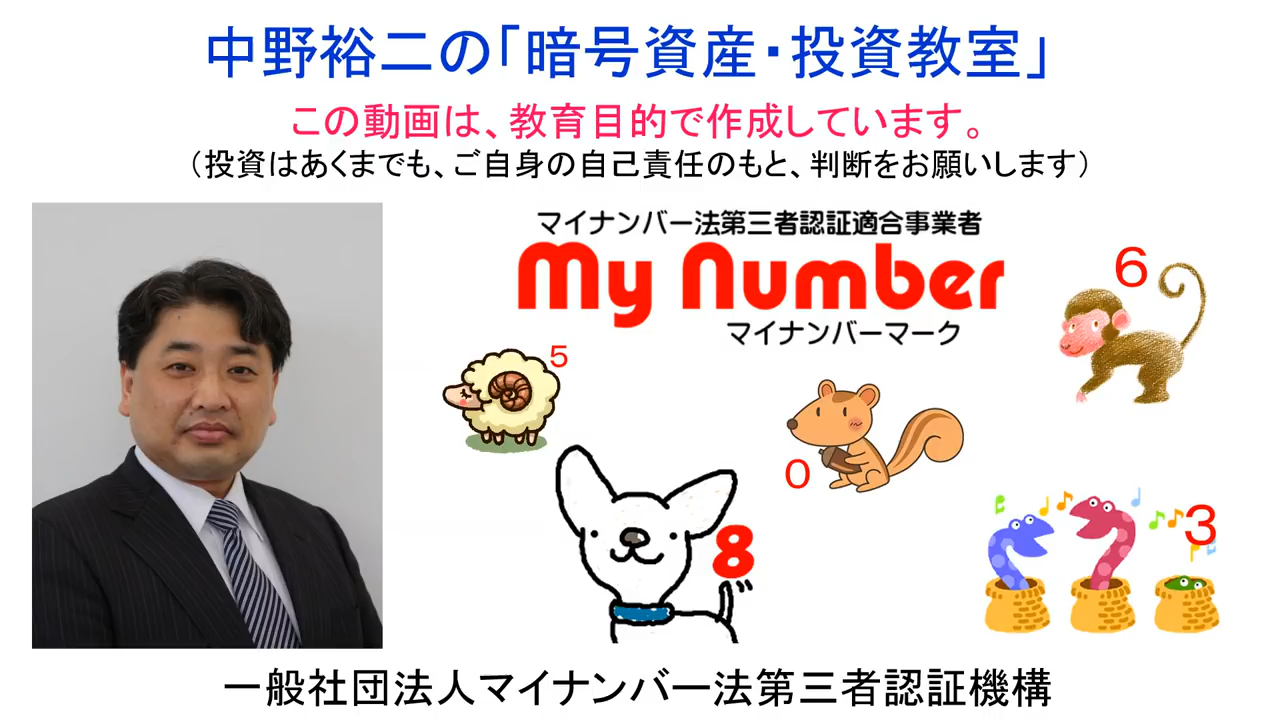 中野裕二の「暗号資産・投資教室」
この動画は、教育目的で作成しています。
（投資はあくまでも、ご自身の自己責任のもと、判断をお願いします）
マイナンバー法第三者認証適合事業者
My Number
マイナンバーマーク
6
5
0
8
3
一般社団法人マイナンバー法第三者認証機構